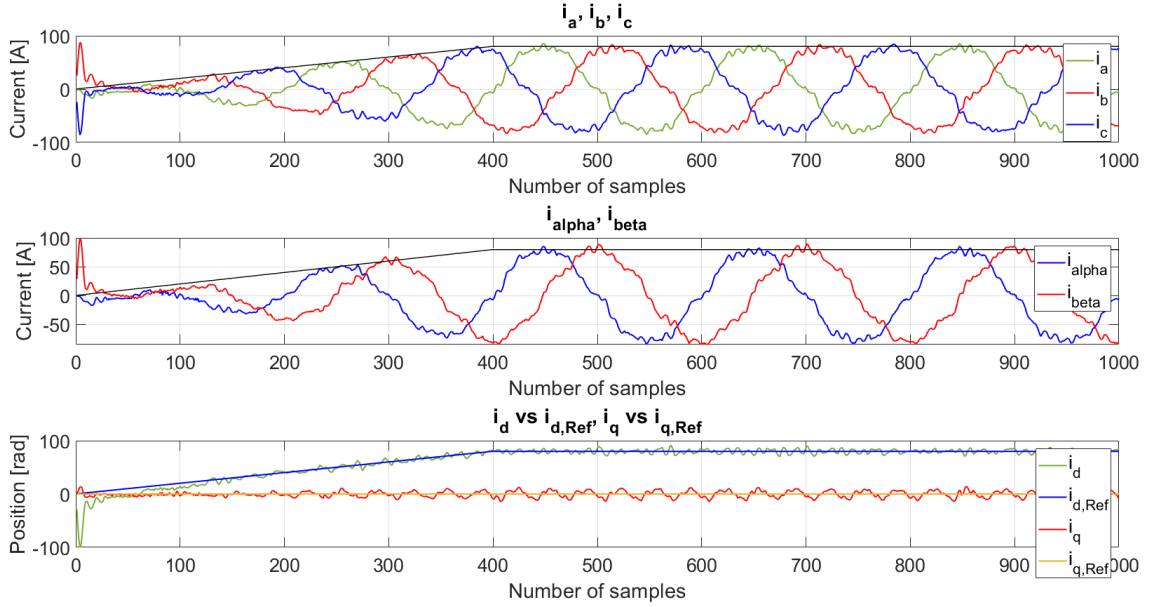 i_a, i_b, i_c
Current [A]
100
0
-100
i_a
i_b
i_c
0 100 200 300 400 500 600 700 800 900 1000
Number of samples
i_alpha, i_beta
Current [A]
100
50
0
-50
i_alpha
i_beta
0 100 200 300 400 500 600 700 800 900 1000
Number of samples
i_d vs i_d,Ref, i_q vs i_q,Ref
Position [rad]
100
0
-100
i_d
i_d,Ref
i_q
i_q,Ref
0 100 200 300 400 500 600 700 800 900 000
Number of samples